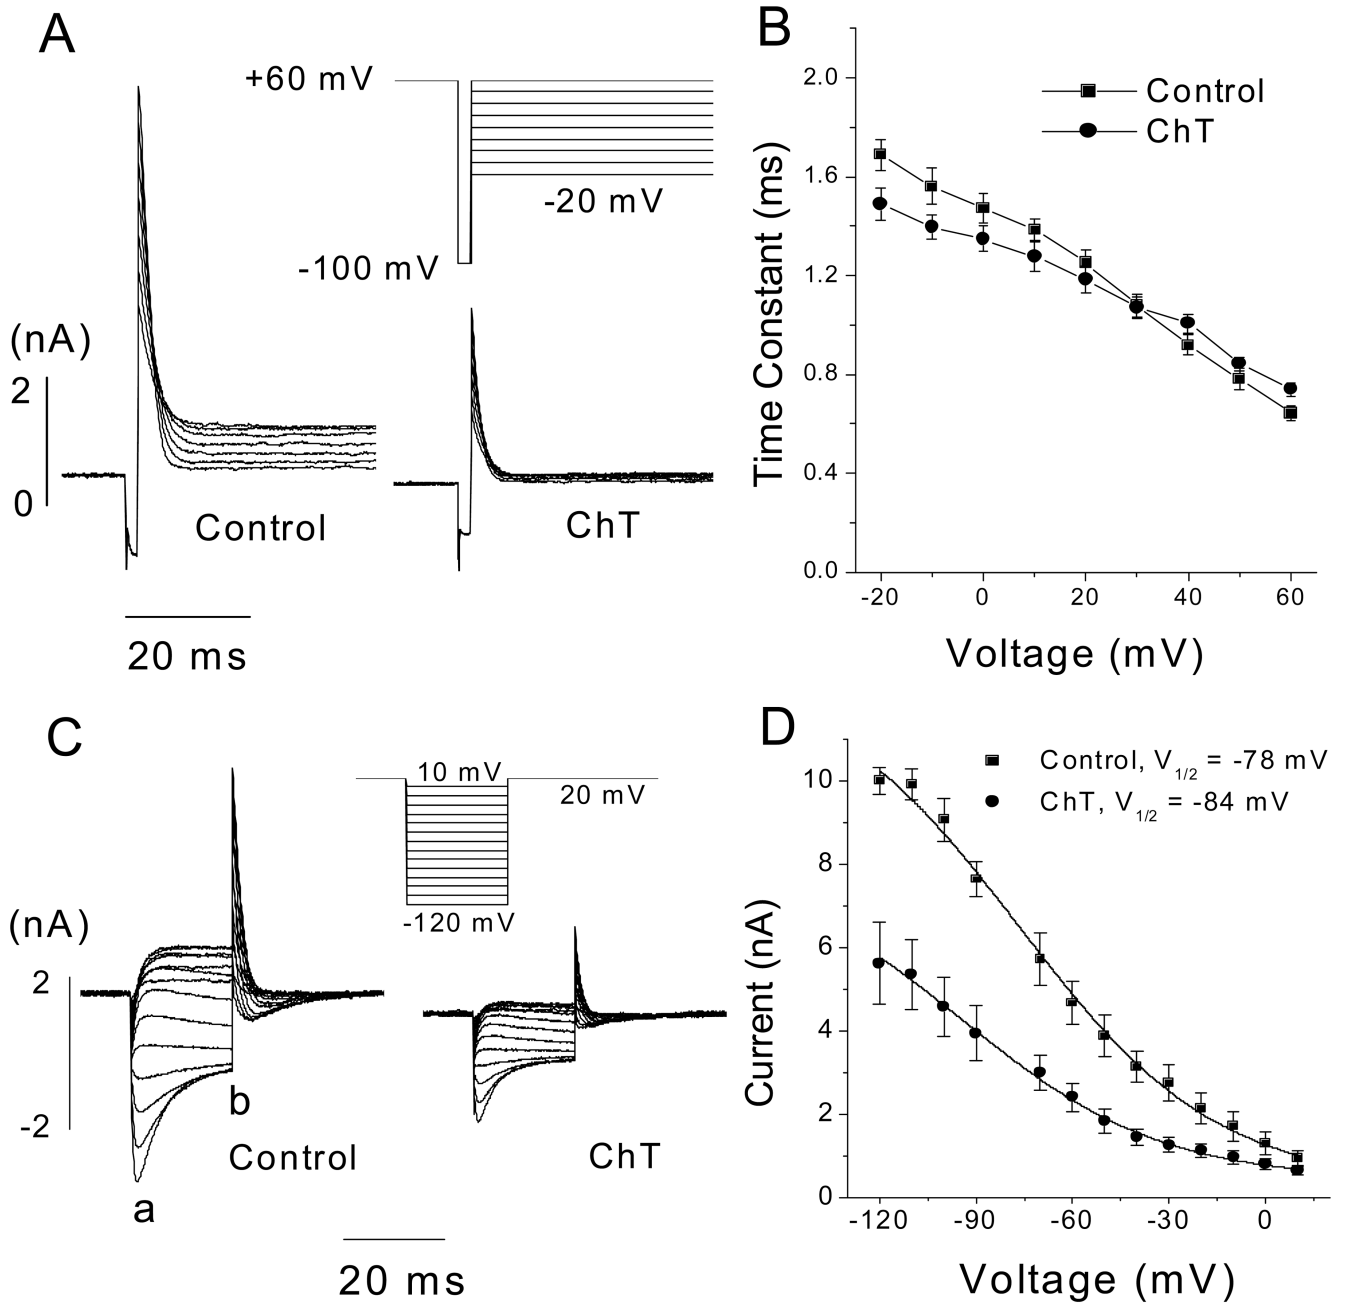 A
+60 mV
-20 mV
-100 mV
(nA)
2
0
Control
ChT
20 ms
B
Control
ChT
Time Constant (ms)
2.0
1.6
1.2
0.8
0.4
0.0
-20 0 20 40 60
Voltage (mV)
C
10 mV
20 mV
-120 mV
(nA)
2
-2
b
Control
ChT
a
20 ms
D
Control, V1/2 = -78 mV
ChT, V1/2 = -84 mV
Current (nA)
10
8
6
4
2
0
-120 -90 -60 -30 0
Voltage (mV)